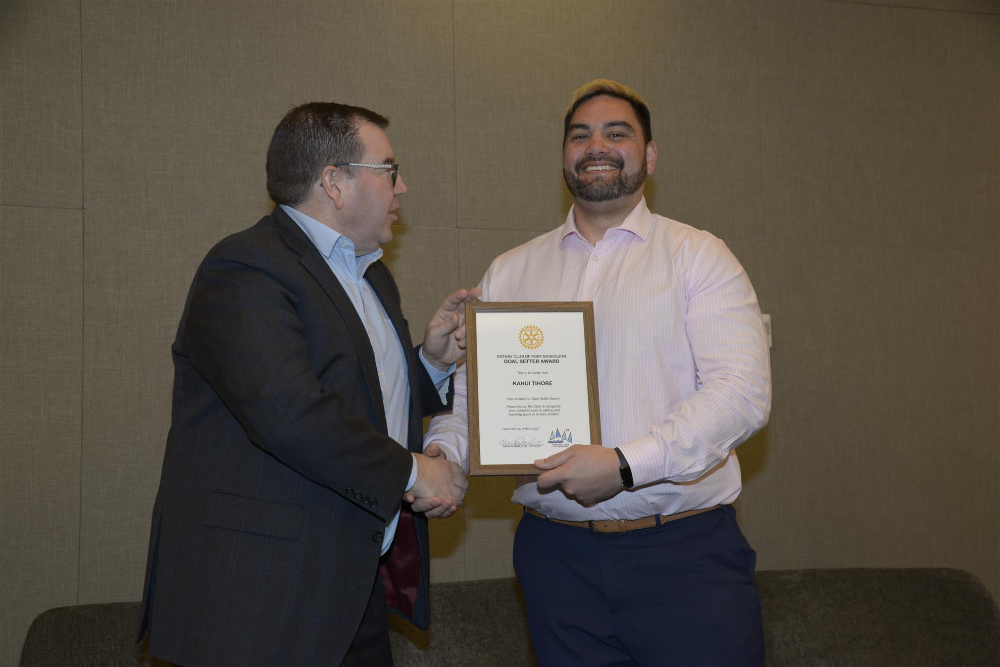 ROTARY CLUB OF PORT NICHOLSON
GOAL SETTER AWARD
This is to certify that
KAHUI TIHORE
Has received a Goal Setter Award
Presented by the Club to recognize
your achievements in setting and
reaching goals in tertiary studies.
Dated 30th day of March 2020
DAVID SHACKLETON, PRESIDENT
THE ROTARY CLUB OF
PORT NICHOLSON